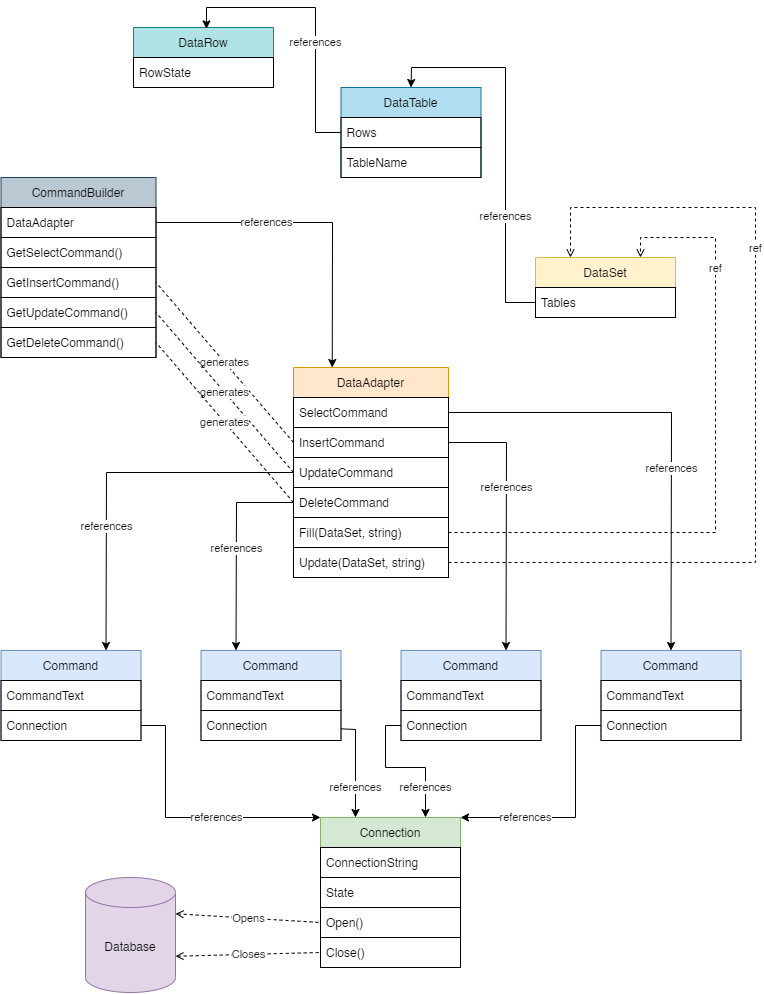 DataRow
references
RowState
DataTable
Rows
TableName
CommandBuilder
DataAdapter
references
GetSelectCommand()
GetInsertCommand()
GetUpdateCommand()
GetDeleteCommand()
references
ref
ref
DataSet
Tables
generates
generates
generates
DataAdapter
SelectCommand
InsertCommand
UpdateCommand
DeleteCommand
Fill(DataSet, string)
Update(DataSet, string)
references
references
references
references
Command
CommandText
Connection
Command
CommandText
Connection
Command
CommandText
Connection
Command
CommandText
Connection
references
references
references
references
Connection
ConnectionString
State
Open()
Close()
Opens
Closes
Database